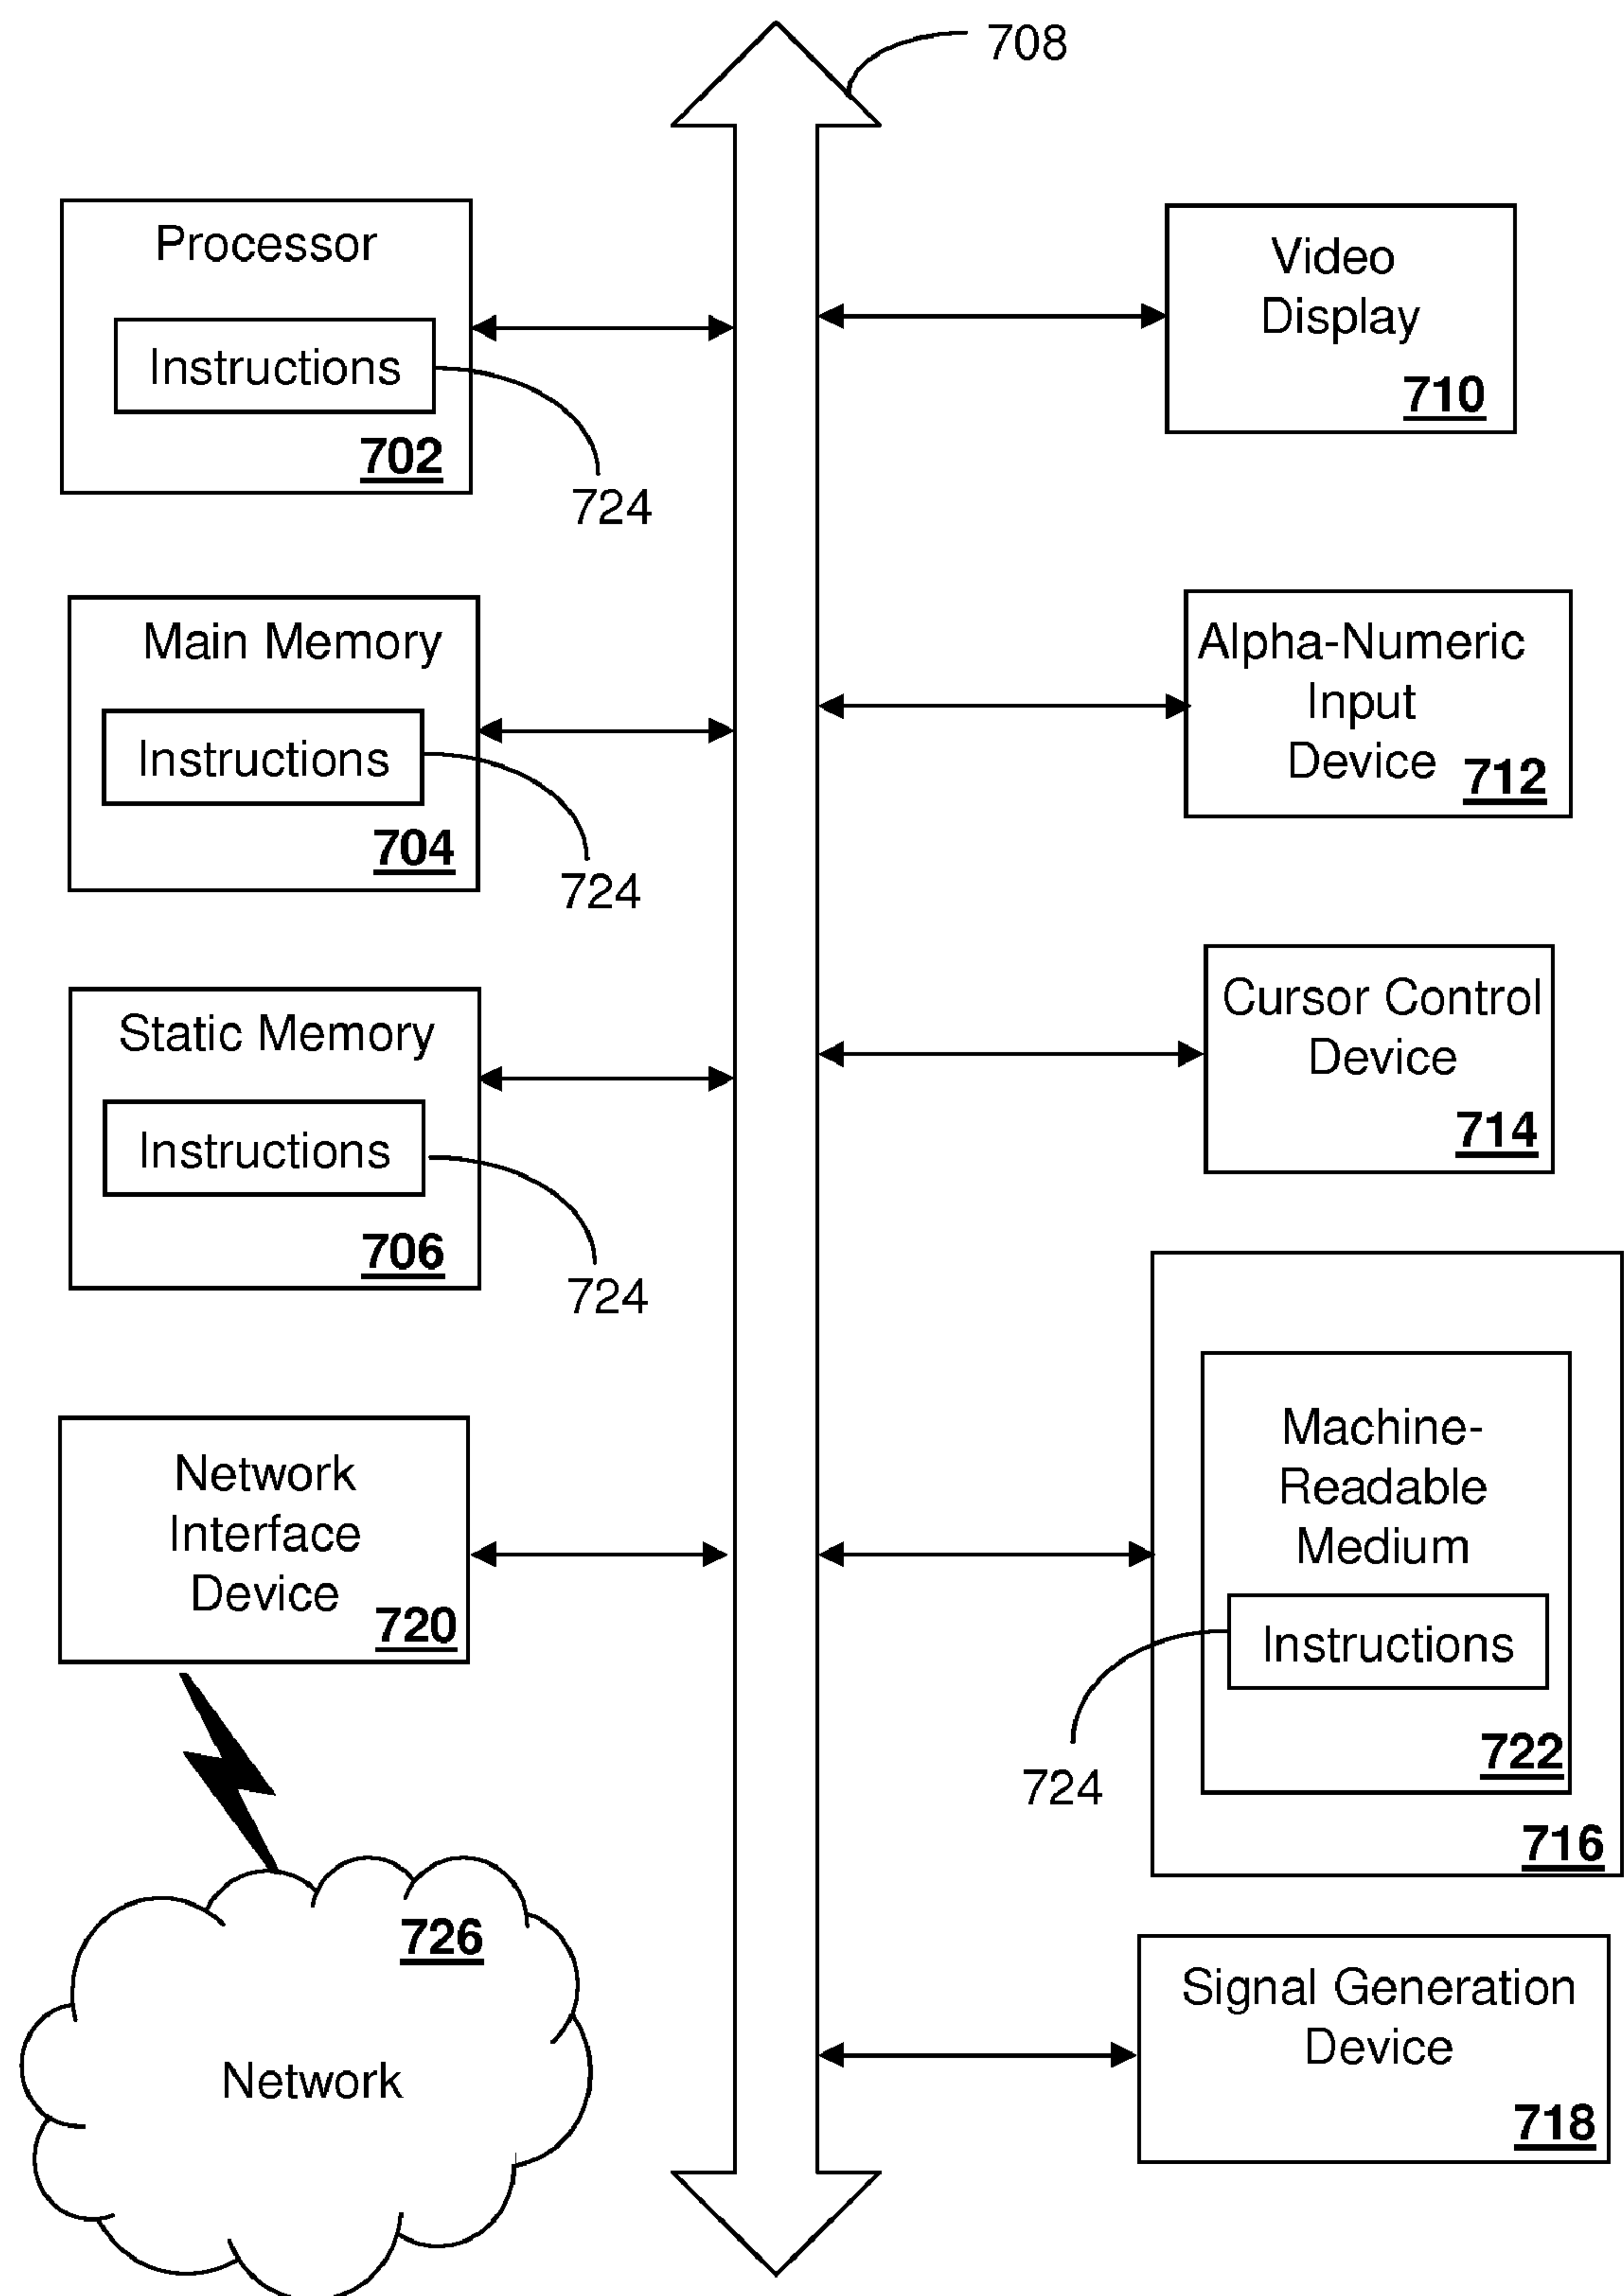 708
Processor
Instructions
702
724
Main Memory
Instructions
704
724
Static Memory
Instructions
706
724
Network
Interface
Device
720
726
Network
Video
Display
710
Alpha-Numeric
Input
Device
712
Cursor Control
Device
714
Machine-
Readable
Medium
Instructions
724
722
716
Signal Generation
Device
718